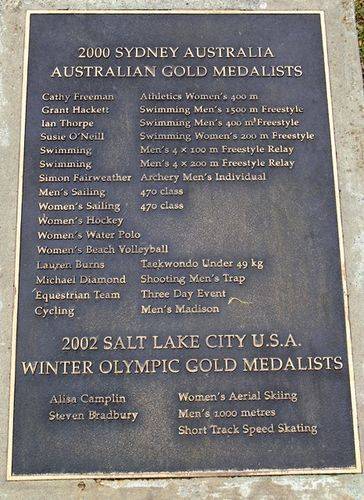 2000 SYDNEY AUSTRALIA
AUSTRALIAN GOLD MEDALISTS
Cathy Freeman Athletics Women's 400 m
Grant Hackett Swimming Men's 1500 m Freestyle
Ian Thorpe Swimming Men's 400 m Freestyle
Susie O'Neill Swimming Women's 200 m Freestyle
Swimming Men's 4 × 100 m Freestyle Relay
Swimming Men's 4 × 200 m Freestyle Relay
Simon Fairweather Archery Men's Individual
Men's Sailing 470 class
Women's Sailing 470 class
Women's Hockey
Women's Water Polo
Women's Beach Volleyball
Lauren Burns Taekwondo Under 49 kg
Michael Diamond Shooting Men's Trap
Equestrian Team Three Day Event
Cycling Men's Madison
2002 SALT LAKE CITY U.S.A.
WINTER OLYMPIC GOLD MEDALISTS
Alisa Camplin Women's Aerial Skiing
Steven Bradbury Men's 1000 metres
Short Track Speed Skating